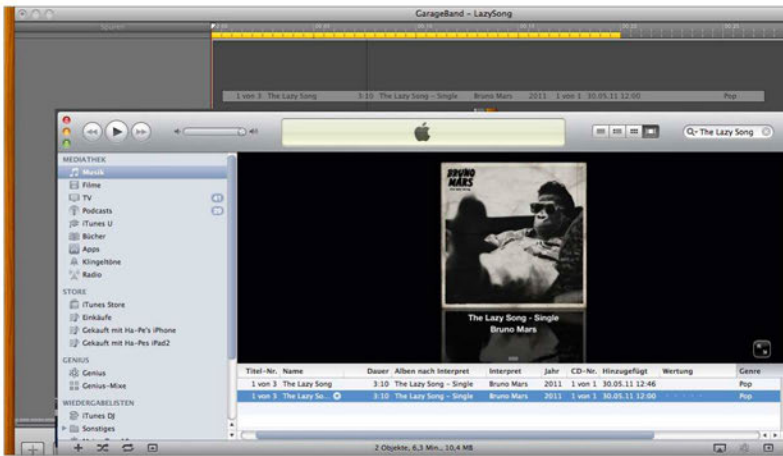 GarageBand – LazySong
Spuren
1 von 3 The Lazy Song 3:10 The Lazy Song – Single Bruno Mars 2011 1 von 1 30.05.11 12:00 Pop
The Lazy Song
MEDIATHEK
Musik
Filme
TV
Podcasts
iTunes U
Bücher
Apps
Klingeltöne
Radio
STORE
iTunes Store
Einkäufe
Gekauft mit Ha-Pe's iPhone
Gekauft mit Ha-Pes iPad2
GENIUS
Genius
Genius-Mixe
WIEDERGABELISTEN
iTunes DJ
Sonstiges
BRUNO
MARS
The Lazy Song – Single
Bruno Mars
Titel-Nr. Name Dauer Alben nach Interpret Interpret Jahr CD-Nr. Hinzugefügt Wertung Genre
1 von 3 The Lazy Song 3:10 The Lazy Song – Single Bruno Mars 2011 1 von 1 30.05.11 12:46 Pop
1 von 3 The Lazy So... 3:10 The Lazy Song – Single Bruno Mars 2011 1 von 1 30.05.11 12:00 Pop
2 Objekte, 6,3 Min., 10,4 MB